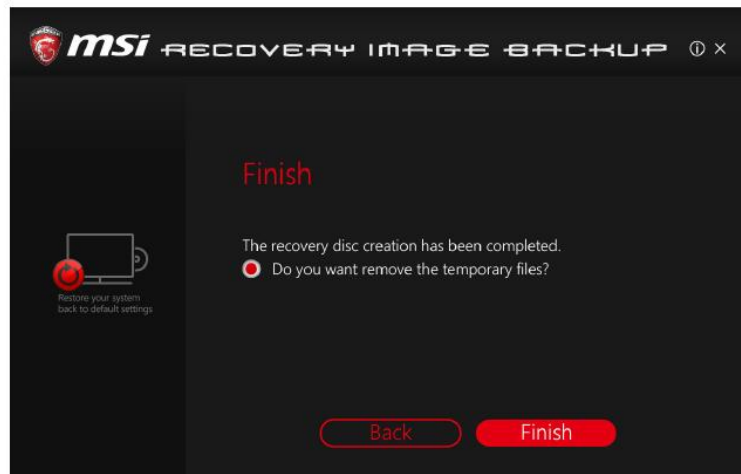 msi RECOVERY IMAGE BACKUP
Finish
The recovery disc creation has been completed.
Do you want remove the temporary files?
Restore your system
back to default settings
Back
Finish